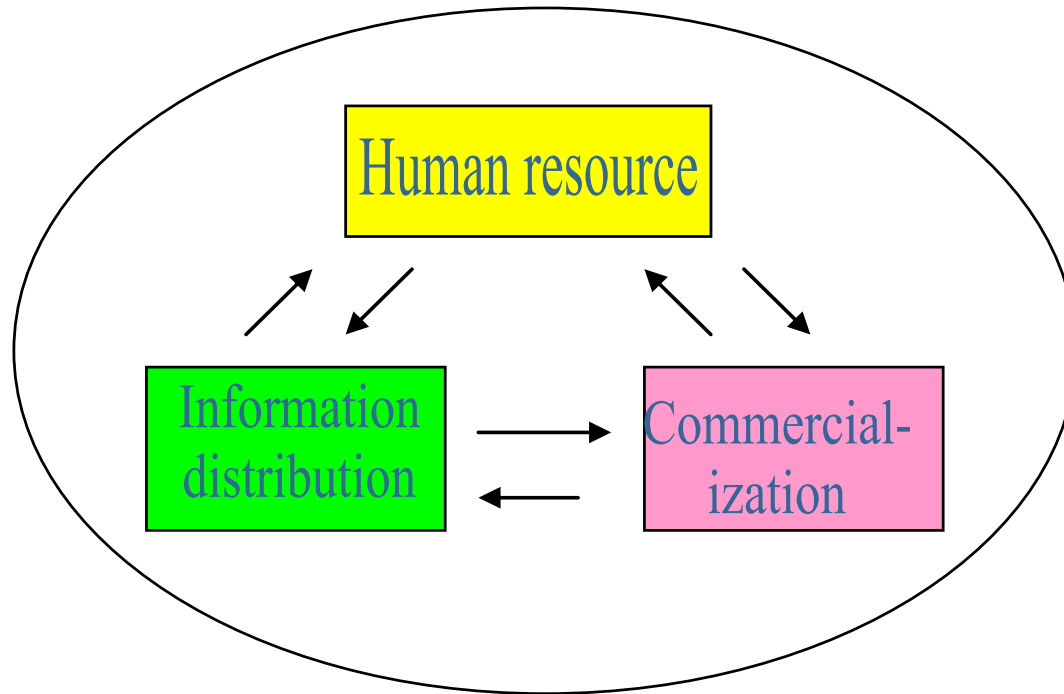 Human resource
Information
distribution
Commercial-
ization